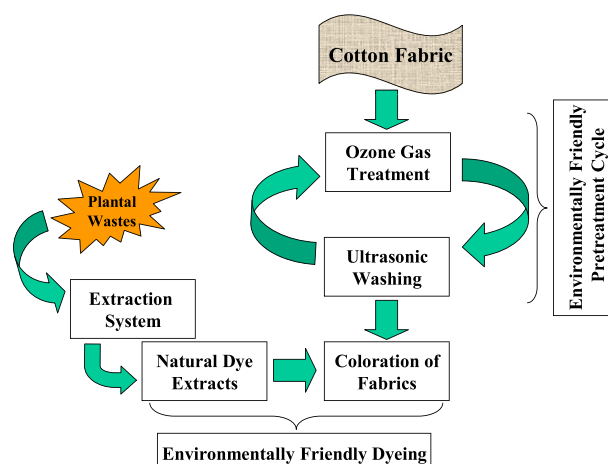 Cotton Fabric
Ozone Gas
Treatment
Environmentally Friendly
Pretreatment Cycle
Plantal
Wastes
Ultrasonic
Washing
Extraction
System
Natural Dye
Extracts
Coloration of
Fabrics
Environmentally Friendly Dyeing